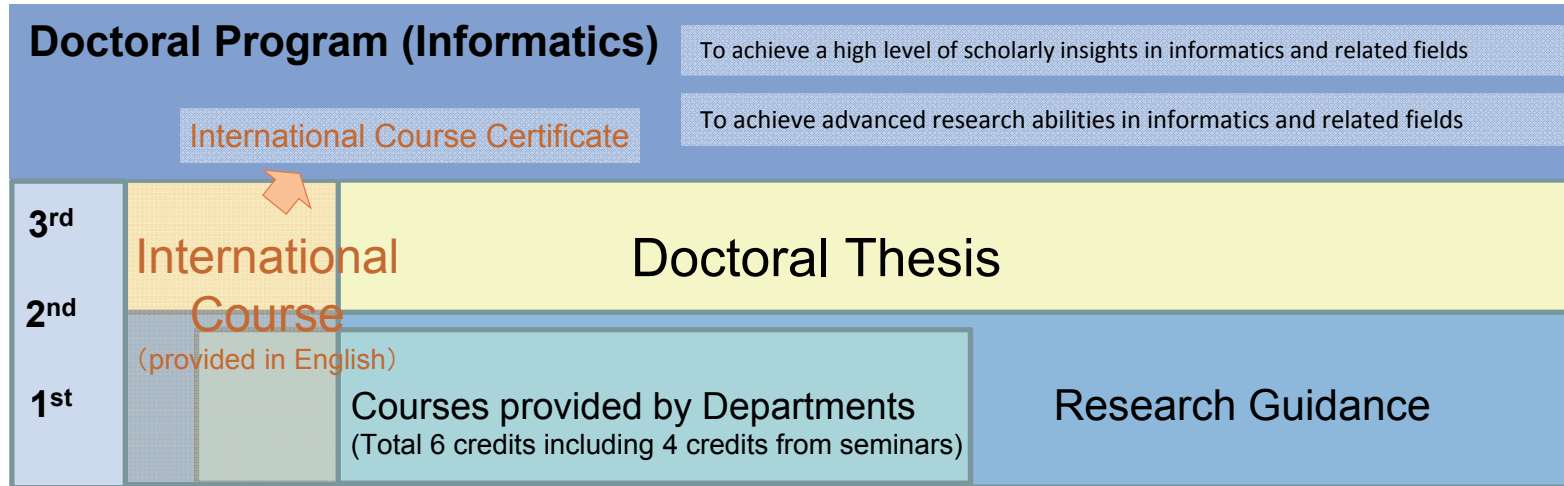 Doctoral Program (Informatics)
To achieve a high level of scholarly insights in informatics and related fields
To achieve advanced research abilities in informatics and related fields
International Course Certificate
3rd
2nd
1st
International
Course
（provided in English）
Doctoral Thesis
Courses provided by Departments
(Total 6 credits including 4 credits from seminars)
Research Guidance